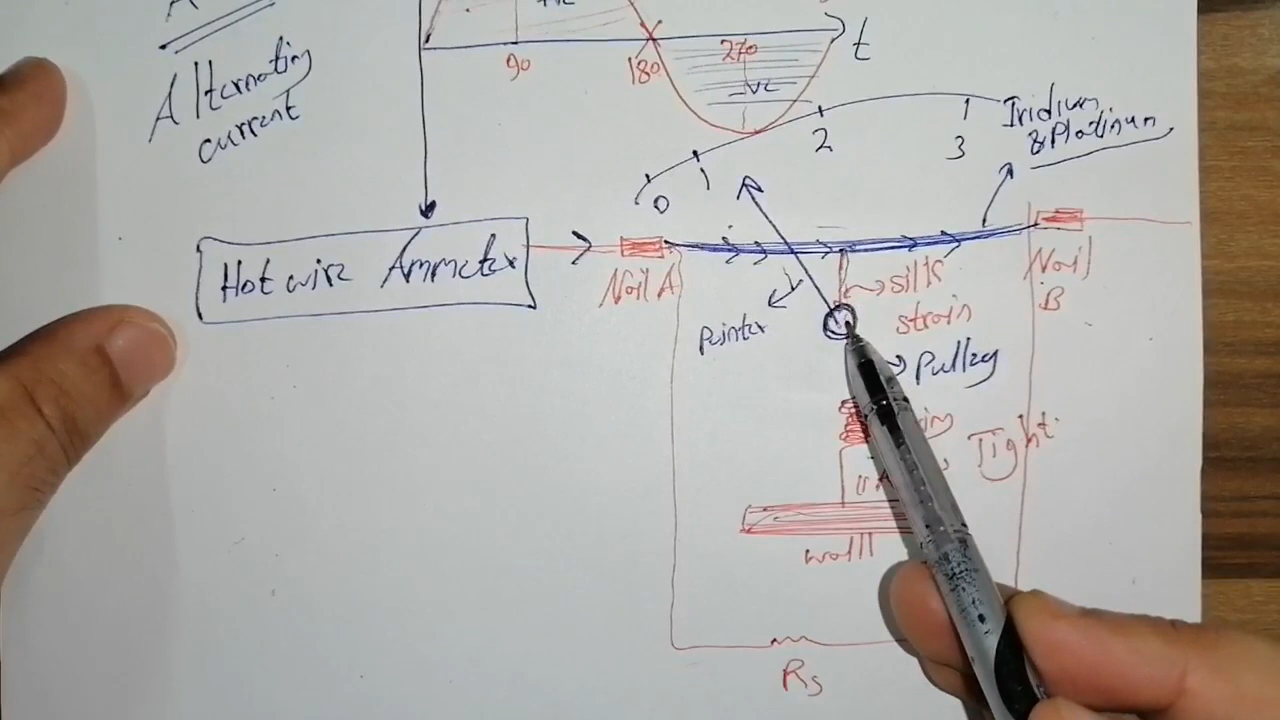 t
90
180
270
-ve
Alternating
current
0
1
2
3
Iridium
&Platinum
Hot wire Ammeter
Nail A
Nail
B
silk
strain
Pointer
Pulley
Tight
wall
Rs